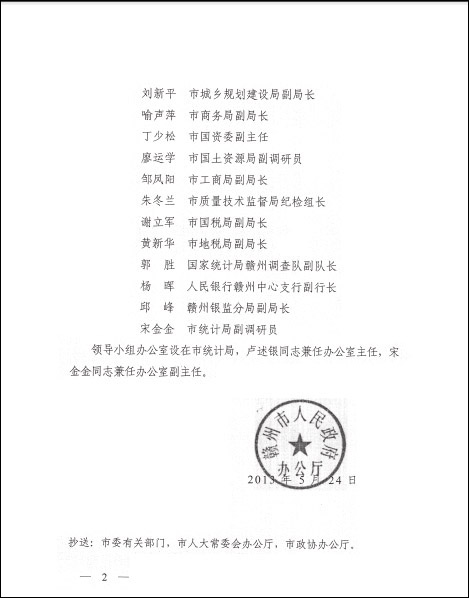 刘新平 市城乡规划建设局副局长
喻声萍 市商务局副局长
丁少松 市国资委副主任
廖运学 市国土资源局副调研员
邹凤阳 市工商局副局长
朱冬兰 市质量技术监督局纪检组长
谢立军 市国税局副局长
黄新华 市地税局副局长
郭 胜 国家统计局赣州调查队副队长
杨 晖 人民银行赣州中心支行副行长
邱 峰 赣州银监分局副局长
宋金金 市统计局副调研员
领导小组办公室设在市统计局，卢述银同志兼任办公室主任，宋
金金同志兼任办公室副主任。
赣州市人民政府
办公厅
2013 年 5 月 24 日
抄送：市委有关部门，市人大常委会办公厅，市政协办公厅。
— 2 —